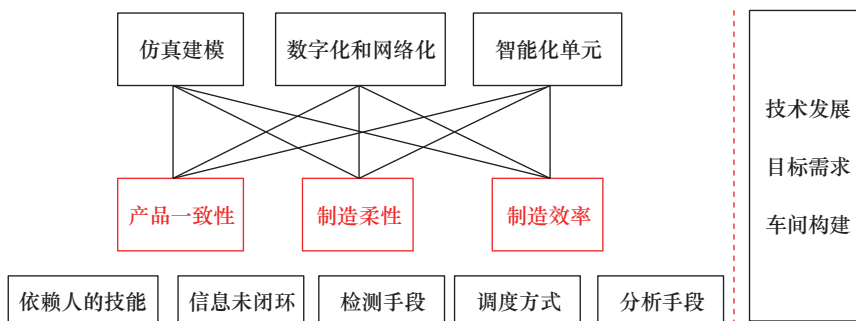 仿真建模
数字化和网络化
智能化单元
产品一致性
制造柔性
制造效率
依赖人的技能
信息未闭环
检测手段
调度方式
分析手段
技术发展
目标需求
车间构建